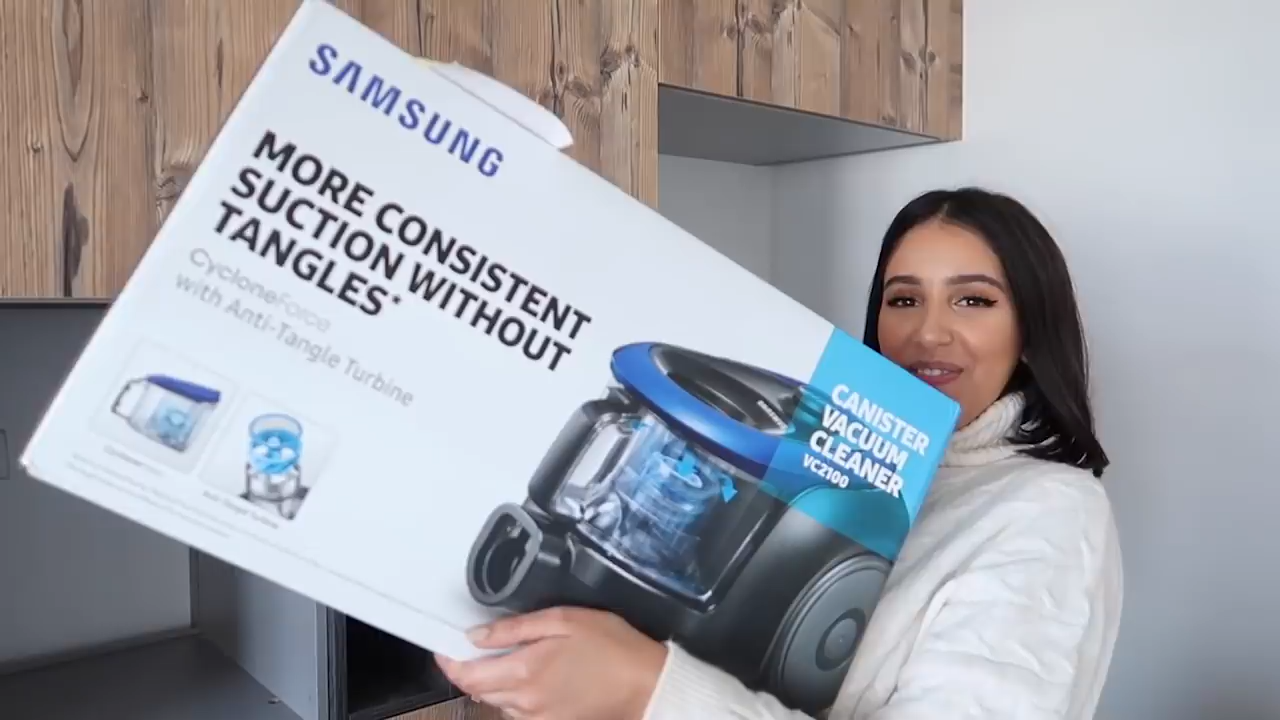 SAMSUNG
MORE CONSISTENT
SUCTION WITHOUT
TANGLES*
CycloneForce
with Anti-Tangle Turbine
CANISTER
VACUUM
CLEANER
VC2100